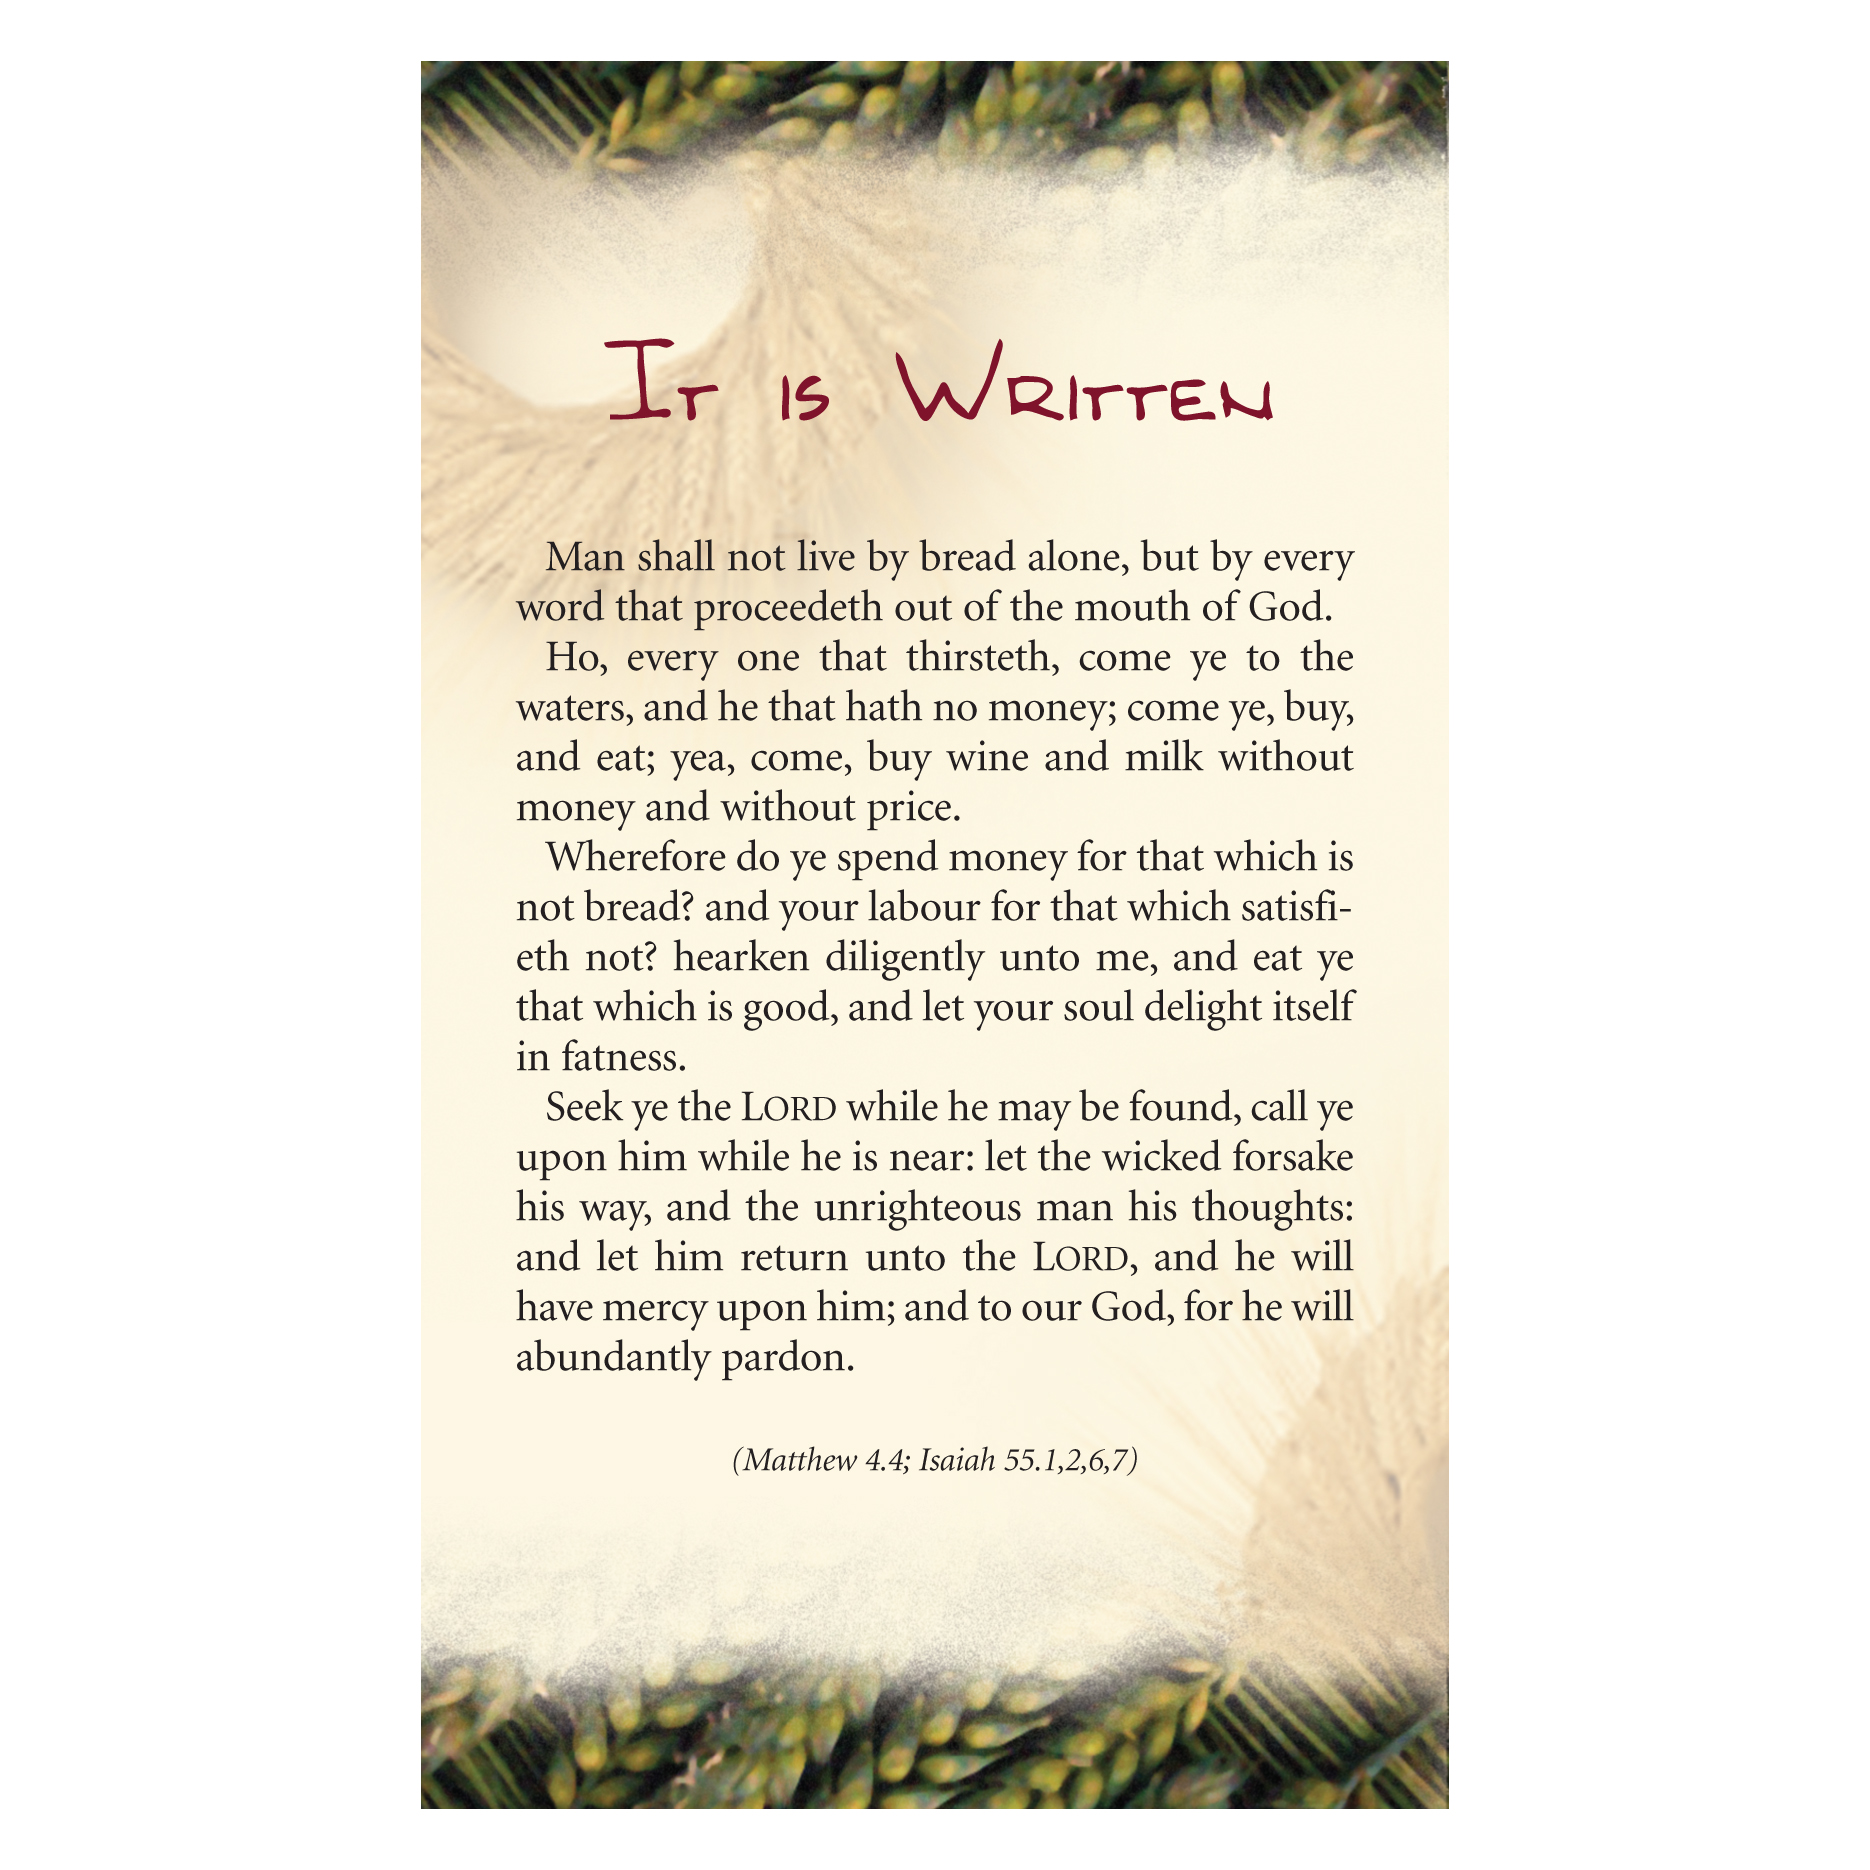 It is Written
Man shall not live by bread alone, but by every
word that proceedeth out of the mouth of God.
Ho, every one that thirsteth, come ye to the
waters, and he that hath no money; come ye, buy,
and eat; yea, come, buy wine and milk without
money and without price.
Wherefore do ye spend money for that which is
not bread? and your labour for that which satisfi-
eth not? hearken diligently unto me, and eat ye
that which is good, and let your soul delight itself
in fatness.
Seek ye the LORD while he may be found, call ye
upon him while he is near: let the wicked forsake
his way, and the unrighteous man his thoughts:
and let him return unto the LORD, and he will
have mercy upon him; and to our God, for he will
abundantly pardon.
(Matthew 4.4; Isaiah 55.1,2,6,7)